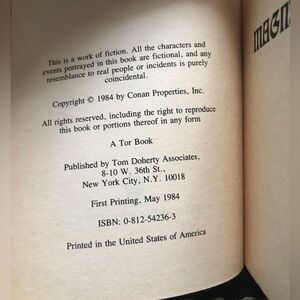 This is a work of fiction. All the characters and
events portrayed in this book are fictional, and any
resemblance to real people or incidents is purely
coincidental.
Copyright © 1984 by Conan Properties, Inc.
All rights reserved, including the right to reproduce
this book or portions thereof in any form
A Tor Book
Published by Tom Doherty Associates,
8-10 W. 36th St.,
New York City, N.Y. 10018
First Printing, May 1984
ISBN: 0-812-54236-3
Printed in the United States of America